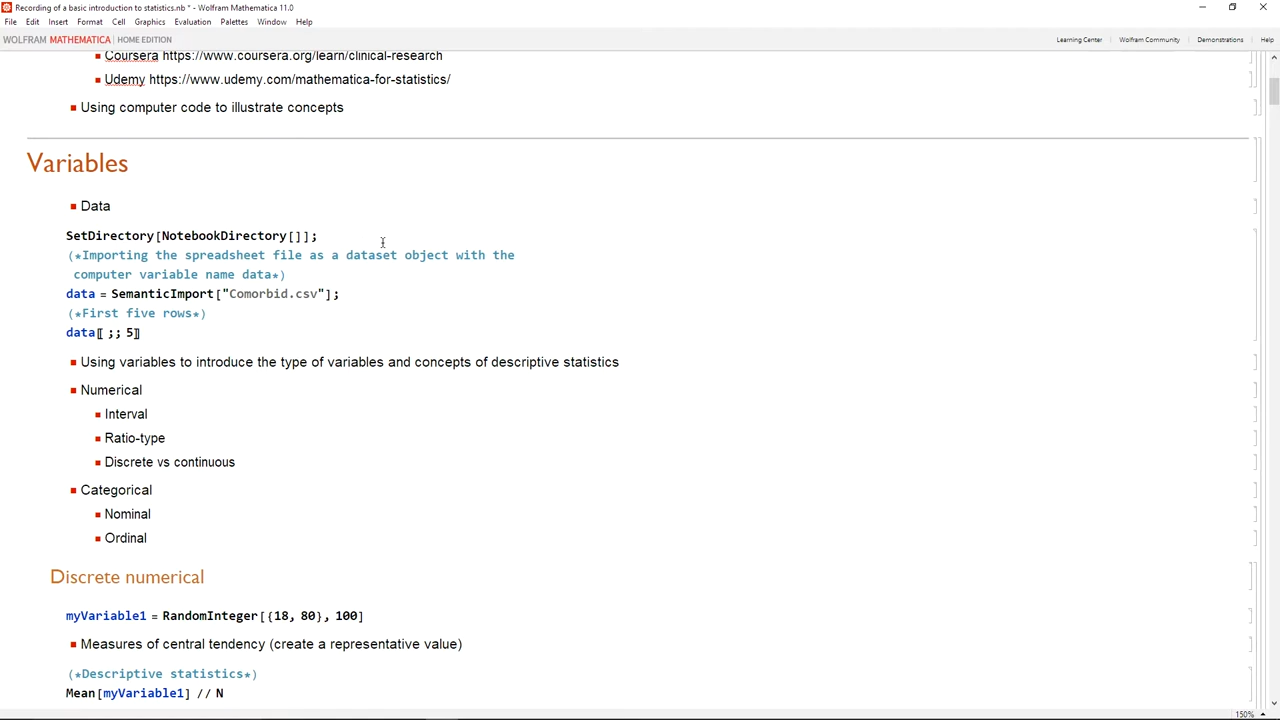 Recording of a basic introduction to statistics.nb * - Wolfram Mathematica 11.0
File Edit Insert Format Cell Graphics Evaluation Palettes Window Help
WOLFRAM MATHEMATICA HOME EDITION Learning Center Wolfram Community Demonstrations Help
Coursera https://www.coursera.org/learn/clinical-research
Udemy https://www.udemy.com/mathematica-for-statistics/
Using computer code to illustrate concepts
Variables
Data
SetDirectory[NotebookDirectory[]];
(*Importing the spreadsheet file as a dataset object with the
computer variable name data*)
data = SemanticImport["Comorbid.csv"];
(*First five rows*)
data〚 ;; 5〛
Using variables to introduce the type of variables and concepts of descriptive statistics
Numerical
Interval
Ratio-type
Discrete vs continuous
Categorical
Nominal
Ordinal
Discrete numerical
myVariable1 = RandomInteger[{18, 80}, 100]
Measures of central tendency (create a representative value)
(*Descriptive statistics*)
Mean[myVariable1] // N
150%